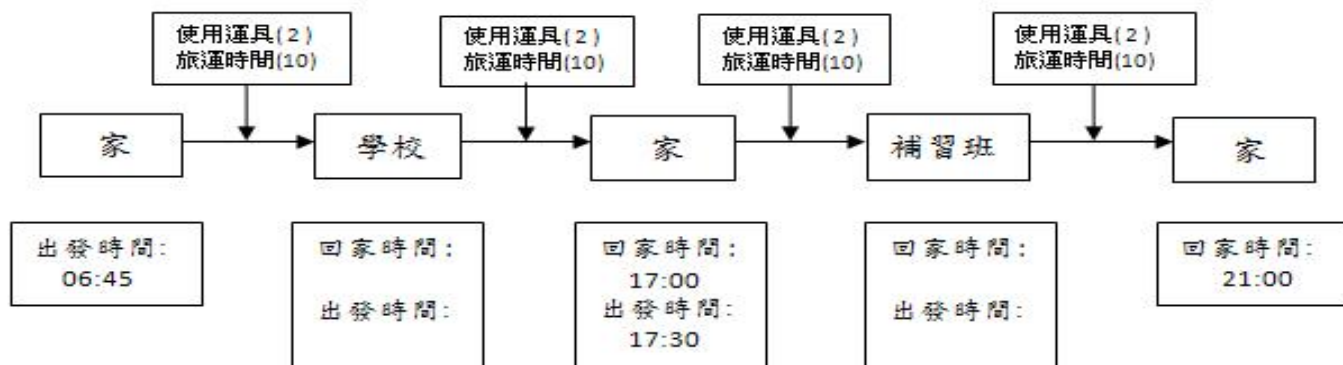 使用運具(2)
旅運時間(10)
使用運具(2)
旅運時間(10)
使用運具(2)
旅運時間(10)
使用運具(2)
旅運時間(10)
家
學校
家
補習班
家
出發時間:
06:45
回家時間:
出發時間:
回家時間:
17:00
出發時間:
17:30
回家時間:
出發時間:
回家時間:
21:00